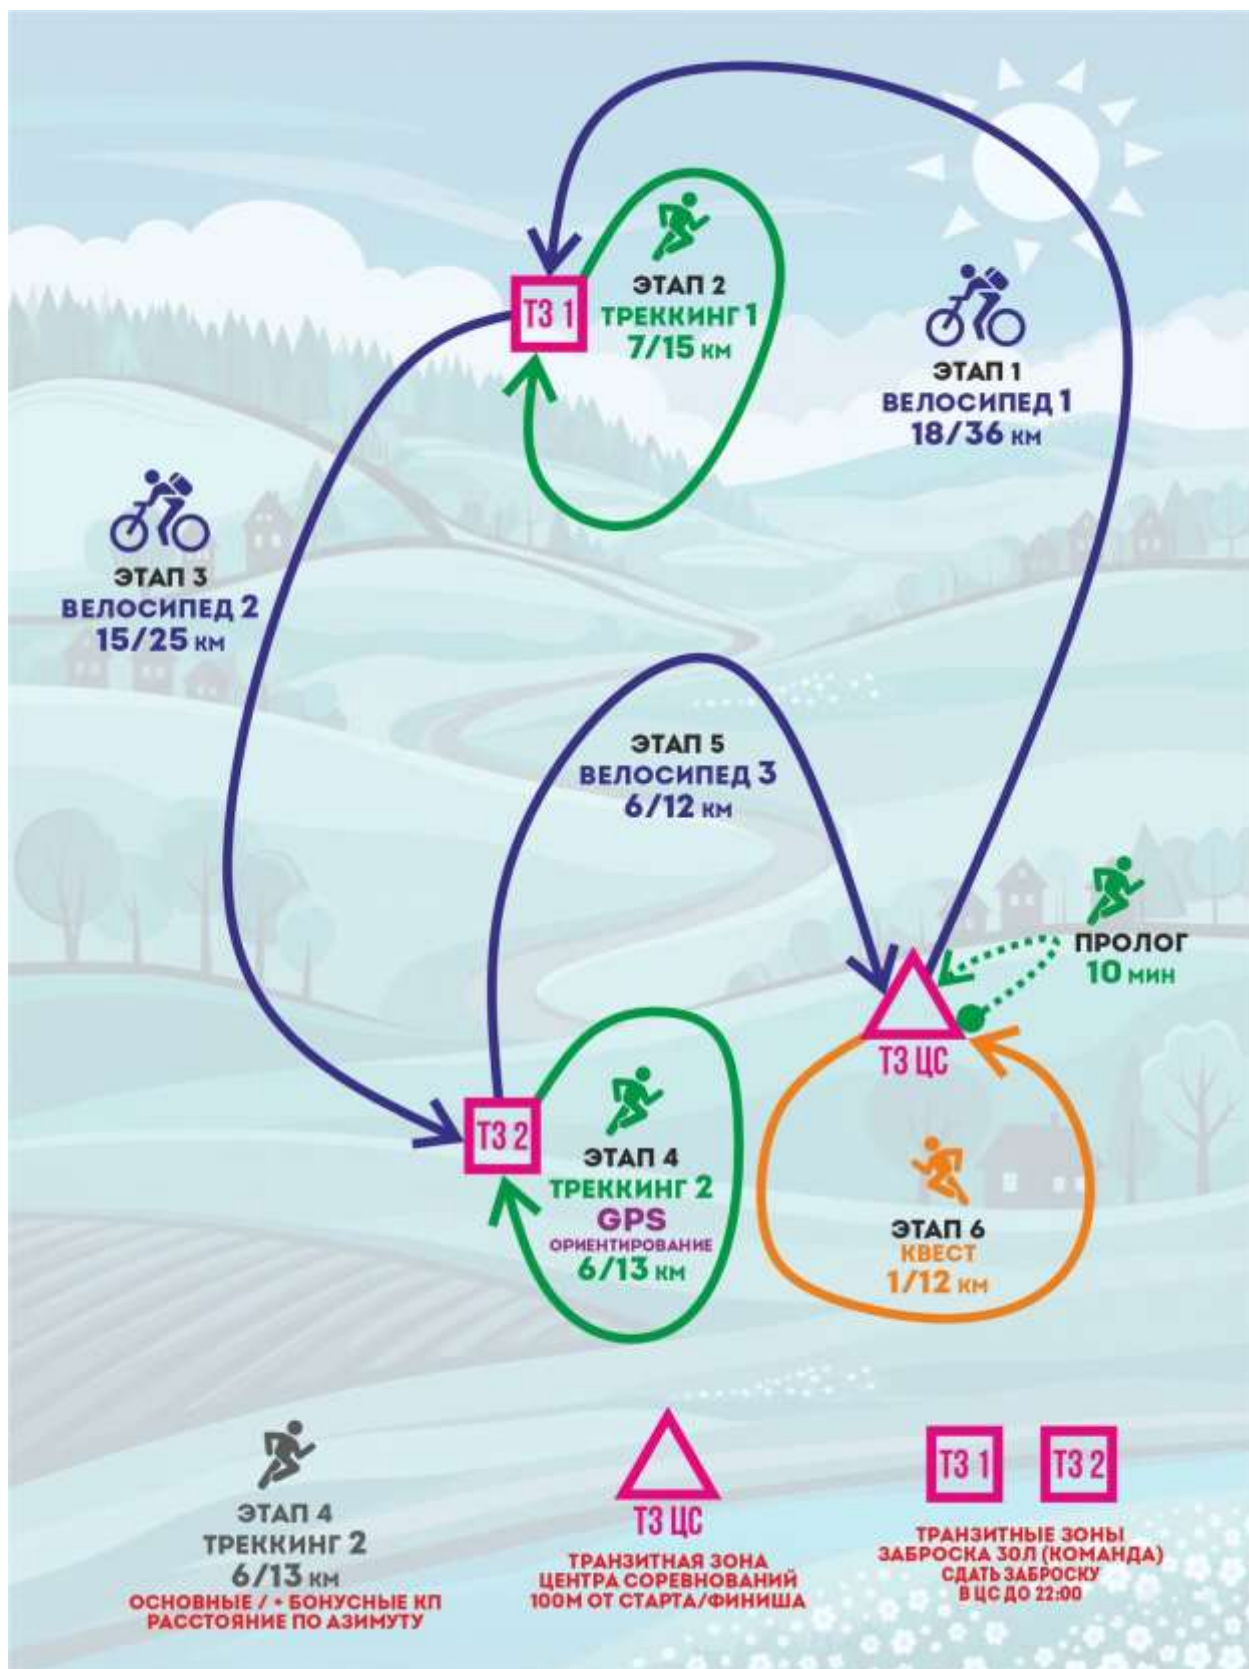 ТЗ 1
ЭТАП 2
ТРЕККИНГ 1
7/15 КМ
ЭТАП 1
ВЕЛОСИПЕД 1
18/36 КМ
ЭТАП 3
ВЕЛОСИПЕД 2
15/25 КМ
ЭТАП 5
ВЕЛОСИПЕД 3
6/12 КМ
ПРОЛОГ
10 МИН
ТЗ ЦС
ТЗ 2
ЭТАП 4
ТРЕККИНГ 2
GPS
ОРИЕНТИРОВАНИЕ
6/13 КМ
ЭТАП 6
КВЕСТ
1/12 КМ
ЭТАП 4
ТРЕККИНГ 2
6/13 КМ
ОСНОВНЫЕ / + БОНУСНЫЕ КП
РАССТОЯНИЕ ПО АЗИМУТУ
ТЗ ЦС
ТРАНЗИТНАЯ ЗОНА
ЦЕНТРА СОРЕВНОВАНИЙ
100М ОТ СТАРТА/ФИНИША
ТЗ 1 ТЗ 2
ТРАНЗИТНЫЕ ЗОНЫ
ЗАБРОСКА 30Л (КОМАНДА)
СДАТЬ ЗАБРОСКУ
В ЦС ДО 22:00